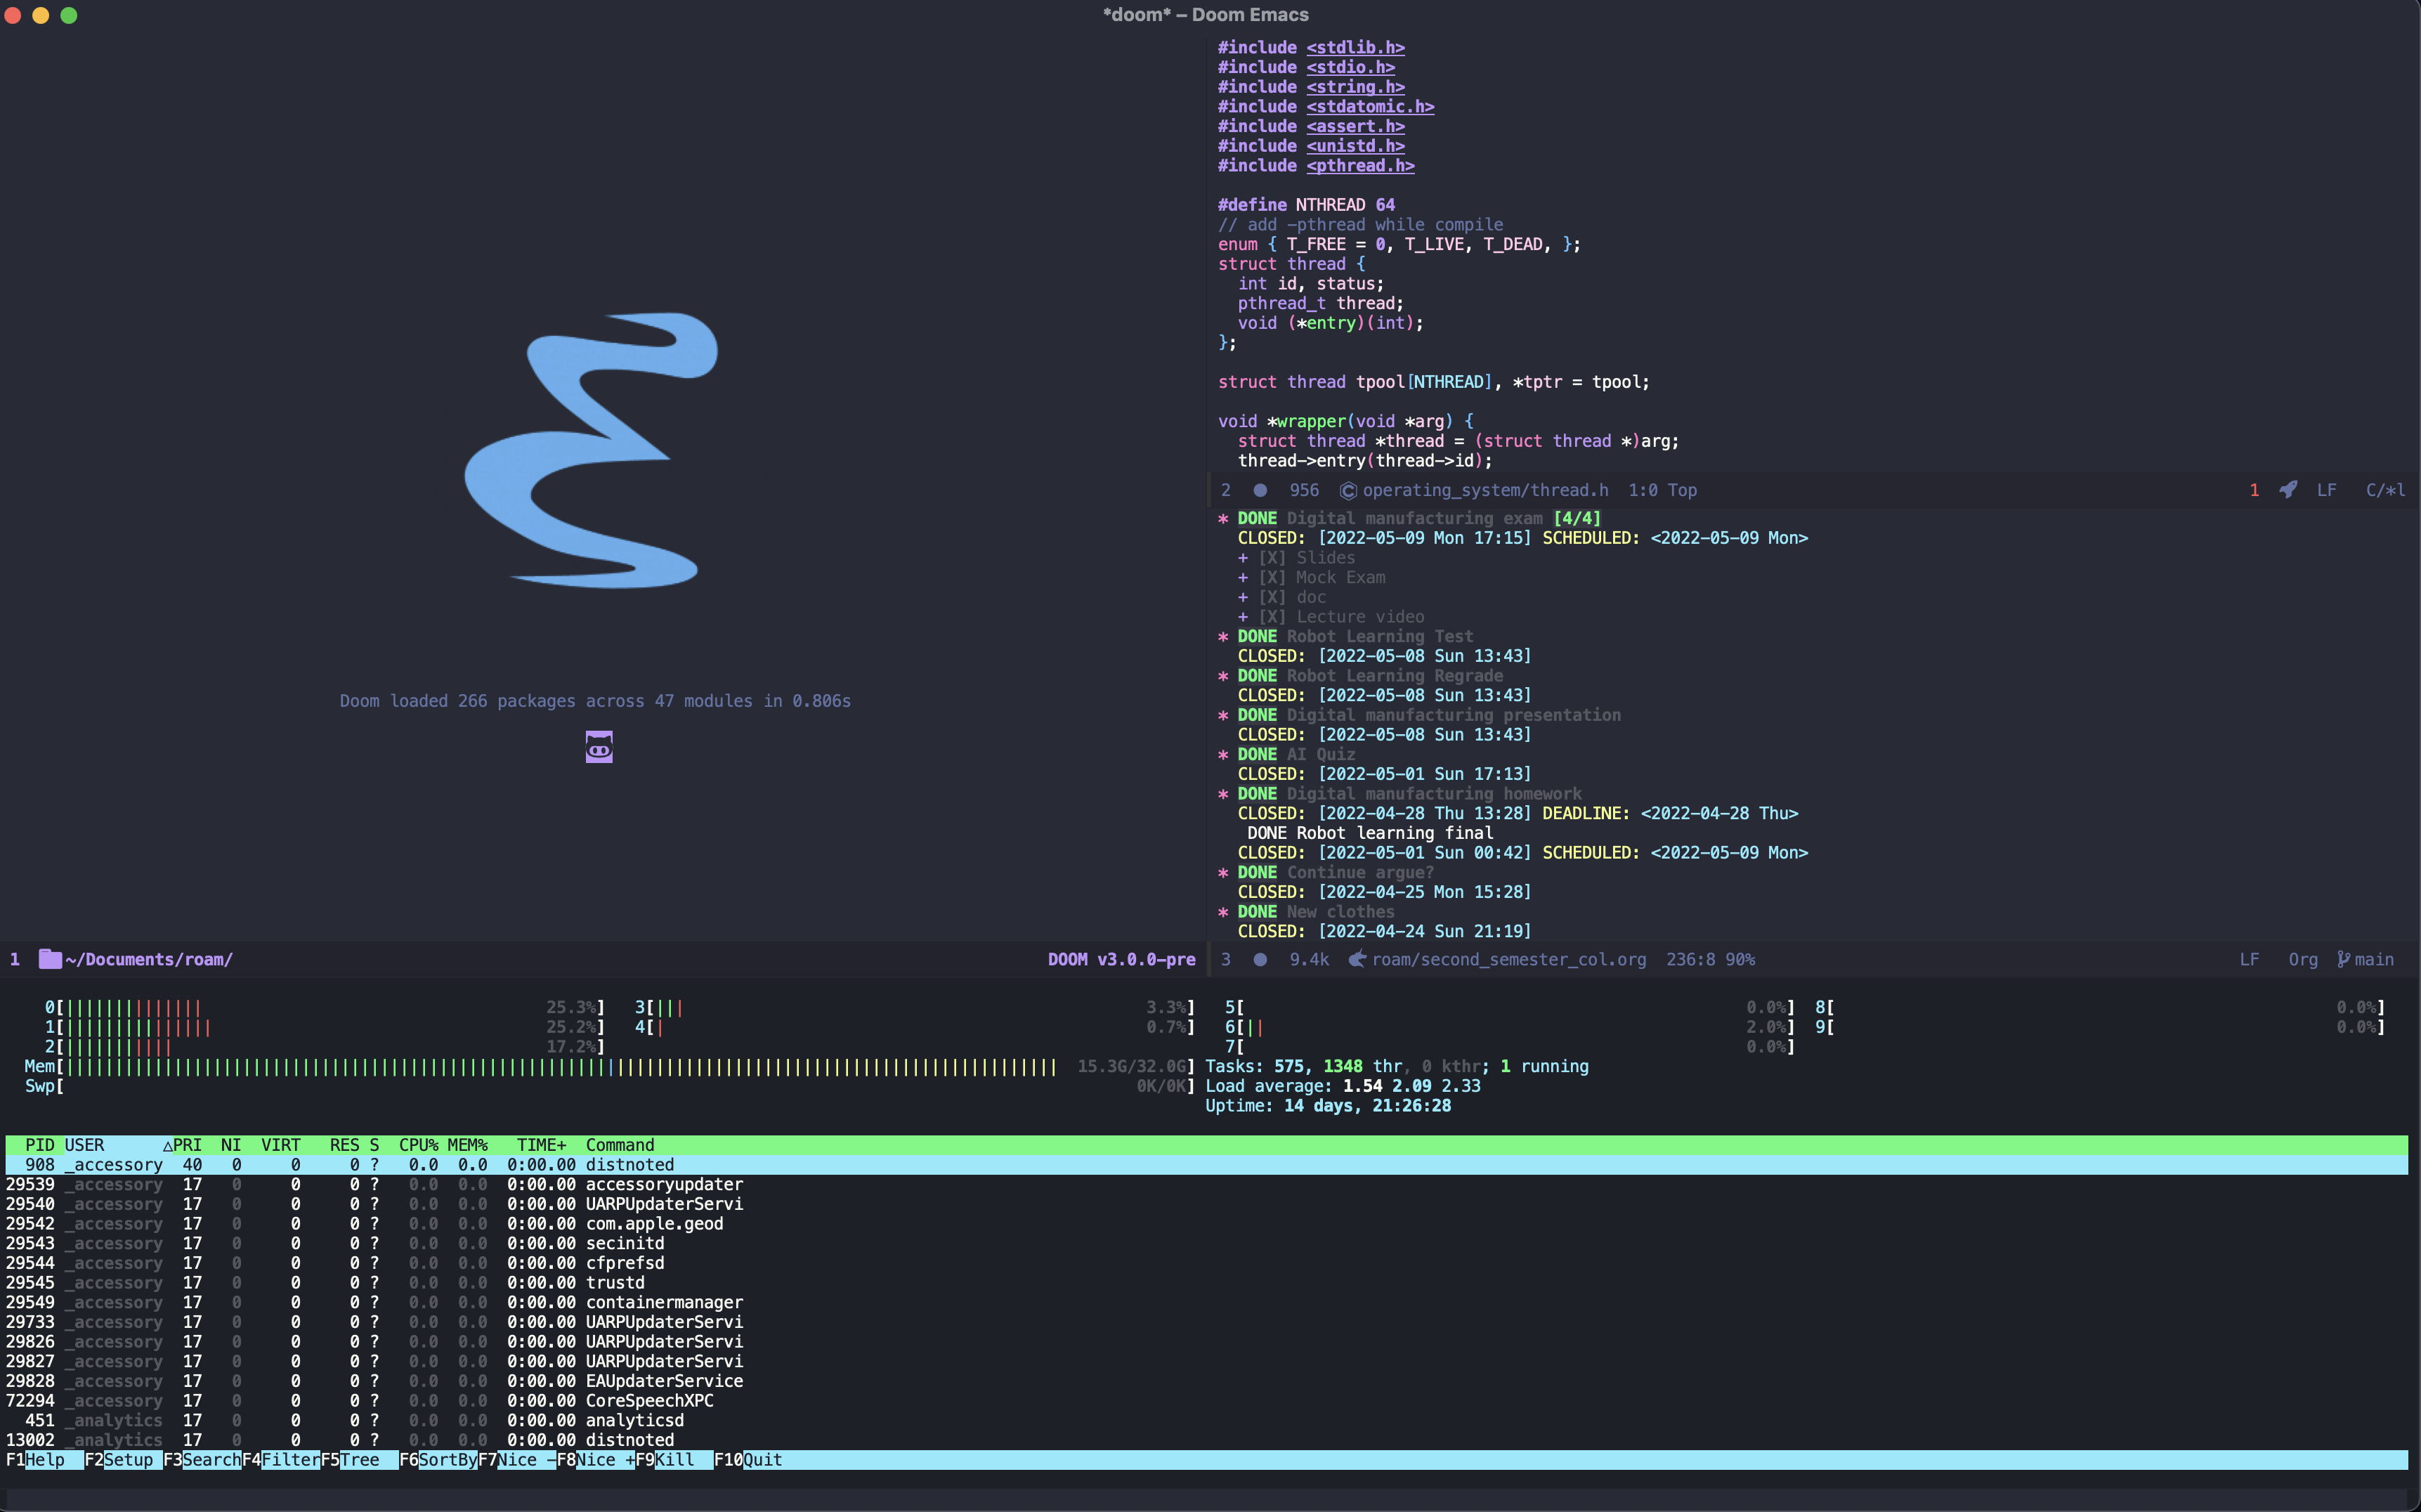 *doom* – Doom Emacs
Doom loaded 266 packages across 47 modules in 0.806s
1 ~/Documents/roam/ DOOM v3.0.0-pre
#include <stdlib.h>
#include <stdio.h>
#include <string.h>
#include <stdatomic.h>
#include <assert.h>
#include <unistd.h>
#include <pthread.h>
#define NTHREAD 64
// add -pthread while compile
enum { T_FREE = 0, T_LIVE, T_DEAD, };
struct thread {
int id, status;
pthread_t thread;
void (*entry)(int);
};
struct thread tpool[NTHREAD], *tptr = tpool;
void *wrapper(void *arg) {
struct thread *thread = (struct thread *)arg;
thread->entry(thread->id);
2 ● 956 © operating_system/thread.h 1:0 Top 1 LF C/*l
* DONE Digital manufacturing exam [4/4]
CLOSED: [2022-05-09 Mon 17:15] SCHEDULED: <2022-05-09 Mon>
+ [X] Slides
+ [X] Mock Exam
+ [X] doc
+ [X] Lecture video
* DONE Robot Learning Test
CLOSED: [2022-05-08 Sun 13:43]
* DONE Robot Learning Regrade
CLOSED: [2022-05-08 Sun 13:43]
* DONE Digital manufacturing presentation
CLOSED: [2022-05-08 Sun 13:43]
* DONE AI Quiz
CLOSED: [2022-05-01 Sun 17:13]
* DONE Digital manufacturing homework
CLOSED: [2022-04-28 Thu 13:28] DEADLINE: <2022-04-28 Thu>
DONE Robot learning final
CLOSED: [2022-05-01 Sun 00:42] SCHEDULED: <2022-05-09 Mon>
* DONE Continue argue?
CLOSED: [2022-04-25 Mon 15:28]
* DONE New clothes
CLOSED: [2022-04-24 Sun 21:19]
3 ● 9.4k roam/second_semester_col.org 236:8 90% LF Org main
0[|||||||||||||| 25.3%] 3[||| 3.3%] 5[ 0.0%] 8[ 0.0%]
1[||||||||||||||| 25.2%] 4[| 0.7%] 6[|| 2.0%] 9[ 0.0%]
2[||||||||||| 17.2%] 7[ 0.0%]
Mem[|||||||||||||||||||||||||||||||||||||||||||||||||||||||||||||||||||||||||||||||||||||||||||||||||||| 15.3G/32.0G] Tasks: 575, 1348 thr, 0 kthr; 1 running
Swp[ 0K/0K] Load average: 1.54 2.09 2.33
Uptime: 14 days, 21:26:28
PID USER △PRI NI VIRT RES S CPU% MEM% TIME+ Command
908 _accessory 40 0 0 0 ? 0.0 0.0 0:00.00 distnoted
29539 _accessory 17 0 0 0 ? 0.0 0.0 0:00.00 accessoryupdater
29540 _accessory 17 0 0 0 ? 0.0 0.0 0:00.00 UARPUpdaterServi
29542 _accessory 17 0 0 0 ? 0.0 0.0 0:00.00 com.apple.geod
29543 _accessory 17 0 0 0 ? 0.0 0.0 0:00.00 secinitd
29544 _accessory 17 0 0 0 ? 0.0 0.0 0:00.00 cfprefsd
29545 _accessory 17 0 0 0 ? 0.0 0.0 0:00.00 trustd
29549 _accessory 17 0 0 0 ? 0.0 0.0 0:00.00 containermanager
29733 _accessory 17 0 0 0 ? 0.0 0.0 0:00.00 UARPUpdaterServi
29826 _accessory 17 0 0 0 ? 0.0 0.0 0:00.00 UARPUpdaterServi
29827 _accessory 17 0 0 0 ? 0.0 0.0 0:00.00 UARPUpdaterServi
29828 _accessory 17 0 0 0 ? 0.0 0.0 0:00.00 EAUpdaterService
72294 _accessory 17 0 0 0 ? 0.0 0.0 0:00.00 CoreSpeechXPC
451 _analytics 17 0 0 0 ? 0.0 0.0 0:00.00 analyticsd
13002 _analytics 17 0 0 0 ? 0.0 0.0 0:00.00 distnoted
F1Help F2Setup F3SearchF4FilterF5Tree F6SortByF7Nice -F8Nice +F9Kill F10Quit